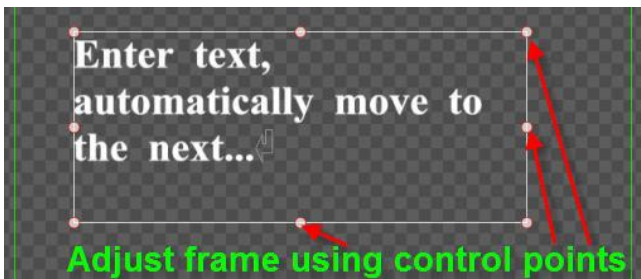 Enter text,
automatically move to
the next...
Adjust frame using control points